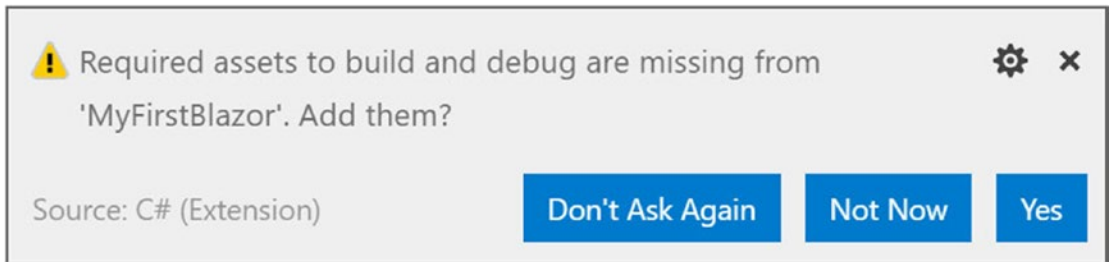 Required assets to build and debug are missing from
'MyFirstBlazor'. Add them?
Source: C# (Extension)
Don't Ask Again
Not Now
Yes